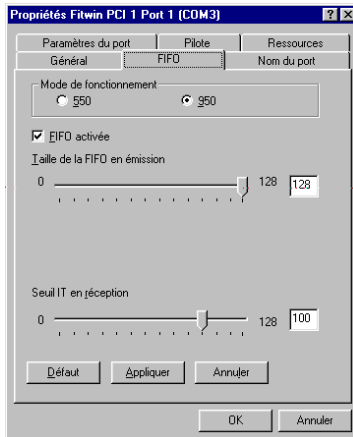 Propriétés Fitwin PCI 1 Port 1 (COM3)
Paramètres du port Pilote Ressources
Général FIFO Nom du port
Mode de fonctionnement
550 950
FIFO activée
Taille de la FIFO en émission
0 128 128
Seuil IT en réception
0 128 100
Défaut Appliquer Annuler
OK Annuler